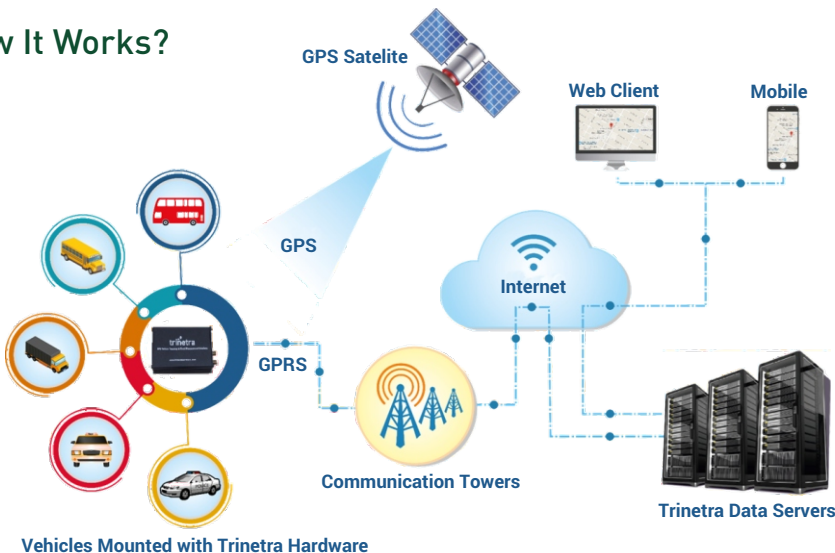 w It Works?
GPS Satelite
Web Client
Mobile
GPS
Internet
trinetra
GPRS
Communication Towers
Trinetra Data Servers
Vehicles Mounted with Trinetra Hardware